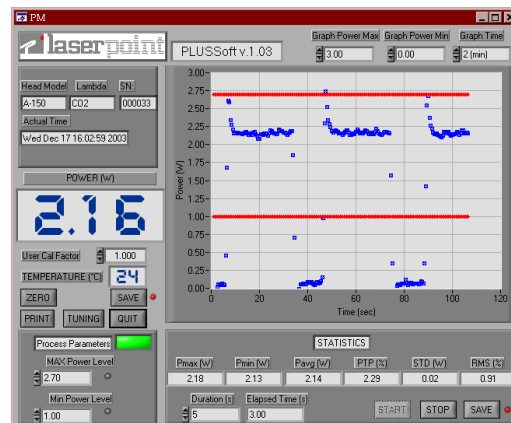 PM
laserpoint
PLUSSoft v.1.03
Graph Power Max Graph Power Min Graph Time
3.00 0.00 2 (min)
Head Model Lambda SN:
A-150 CO2 000033
Actual Time
Wed Dec 17 16:02:59 2003
POWER (W)
2.16
User Cal Factor 1.000
TEMPERATURE (°C) 24
ZERO SAVE
PRINT TUNING QUIT
Process Parameters
MAX Power Level
2.70
Min Power Level
1.00
Power (W)
3.00
2.75
2.50
2.25
2.00
1.75
1.50
1.25
1.00
0.75
0.50
0.25
0.00
0 20 40 60 80 100 120
Time (sec)
STATISTICS
Pmax (W) Pmin (W) Pavg (W) PTP (%) STD (W) RMS (%)
2.18 2.13 2.14 2.29 0.02 0.91
Duration (s) Elapsed Time (s)
5 3.00
START STOP SAVE